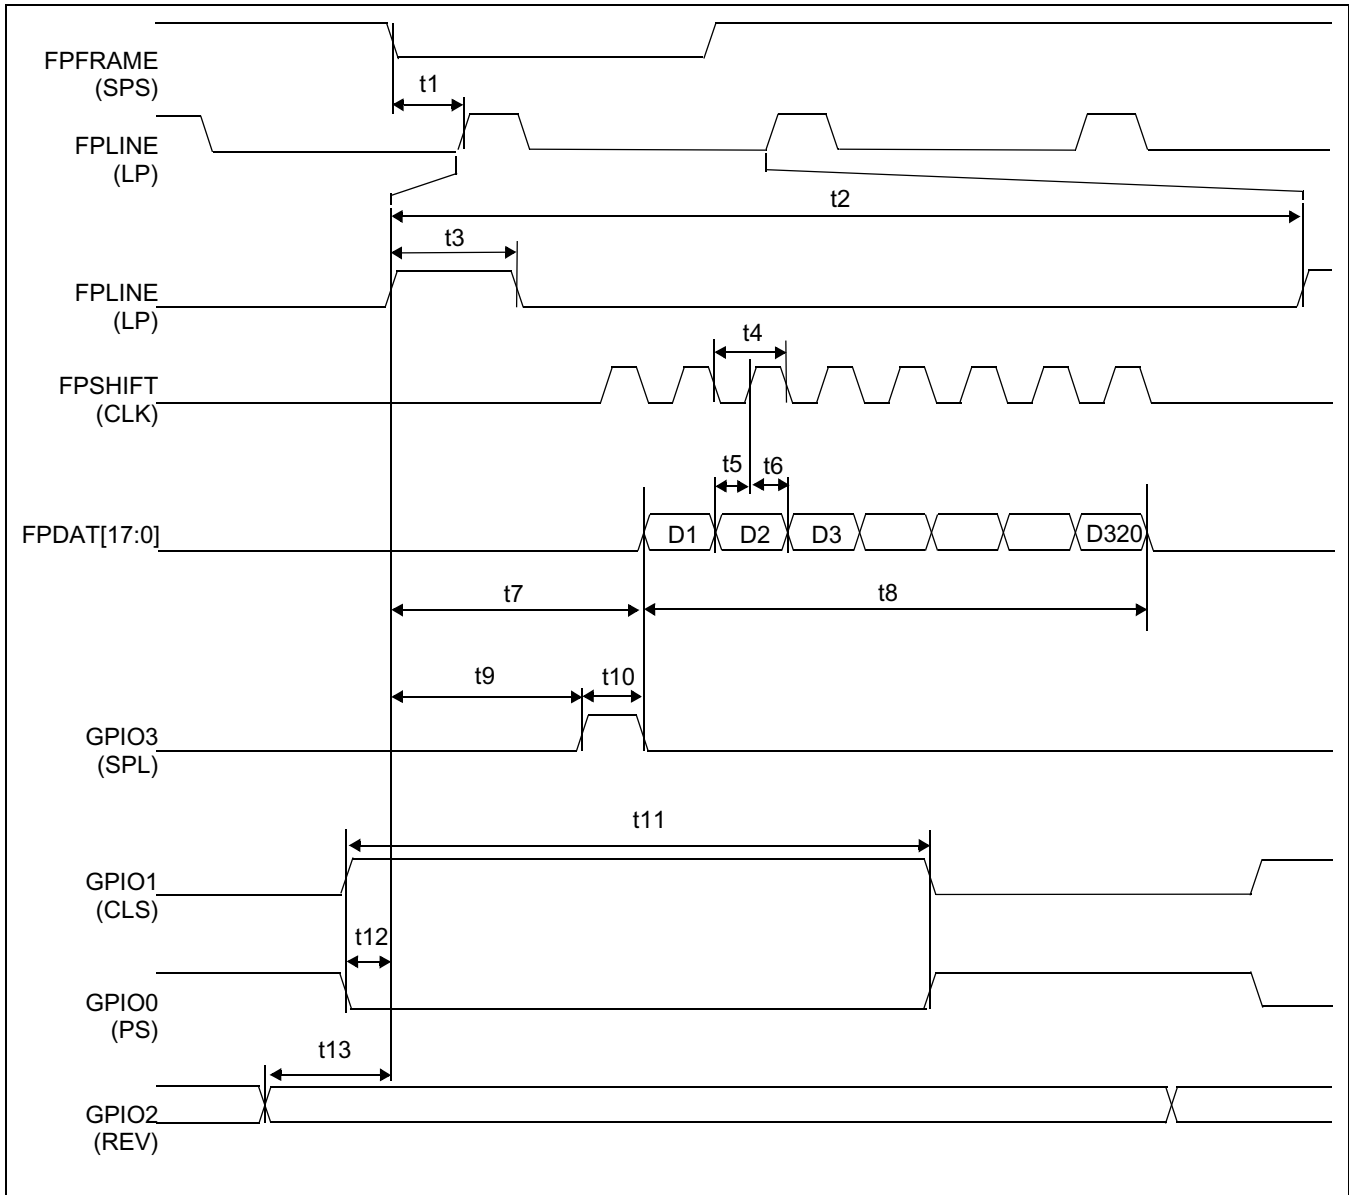 FPFRAME
(SPS)
t1
FPLINE
(LP)
t2
t3
FPLINE
(LP)
t4
FPSHIFT
(CLK)
t5 t6
FPDAT[17:0] D1 D2 D3 D320
t7 t8
t9 t10
GPIO3
(SPL)
t11
GPIO1
(CLS)
t12
GPIO0
(PS)
t13
GPIO2
(REV)